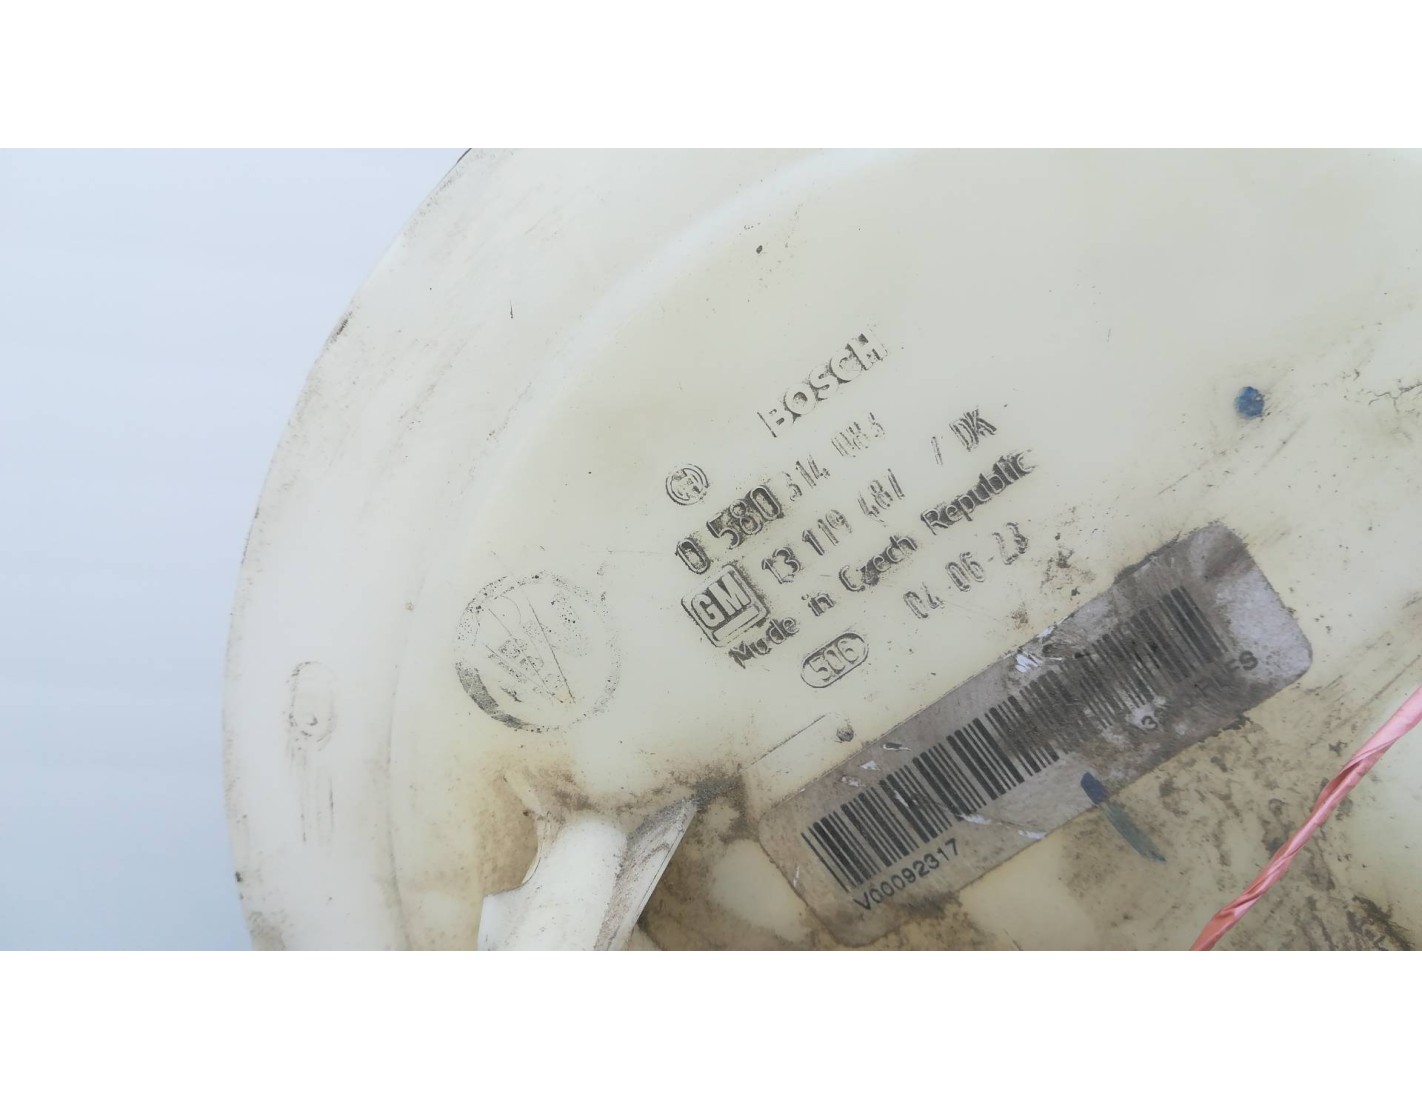 BOSCH
0 580 314 083
GM 13 119 487 / DK
Made in Czech Republic
506 04-06-23
V00092317